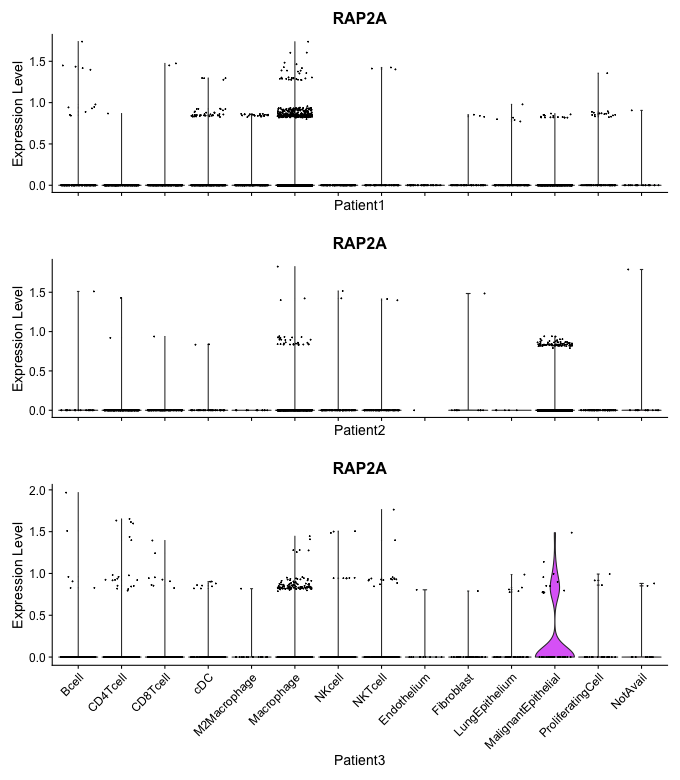 RAP2A
Expression Level
1.5
1.0
0.5
0.0
Patient1
RAP2A
Expression Level
1.5
1.0
0.5
0.0
Patient2
RAP2A
Expression Level
2.0
1.5
1.0
0.5
0.0
Bcell
CD4Tcell
CD8Tcell
cDC
M2Macrophage
Macrophage
NKcell
NKTcell
Endothelium
Fibroblast
LungEpithelium
MalignantEpithelial
ProliferatingCell
NotAvail
Patient3